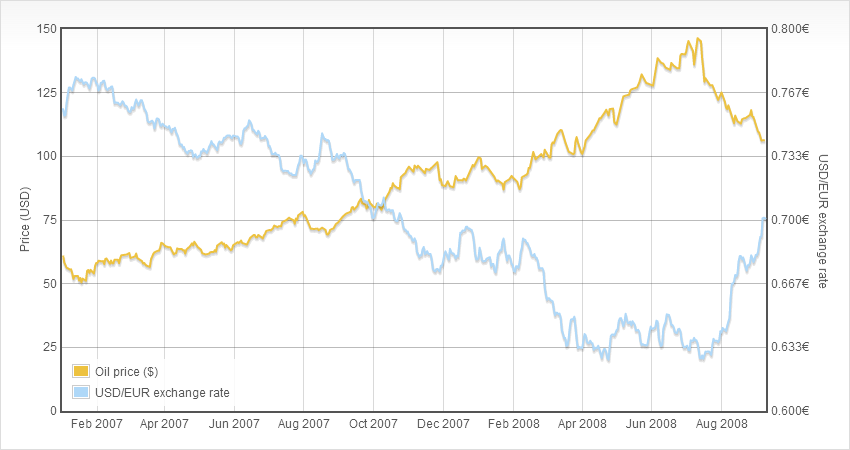 150
125
100
75
50
25
0
Price (USD)
0.800€
0.767€
0.733€
0.700€
0.667€
0.633€
0.600€
USD/EUR exchange rate
Oil price ($)
USD/EUR exchange rate
Feb 2007 Apr 2007 Jun 2007 Aug 2007 Oct 2007 Dec 2007 Feb 2008 Apr 2008 Jun 2008 Aug 2008